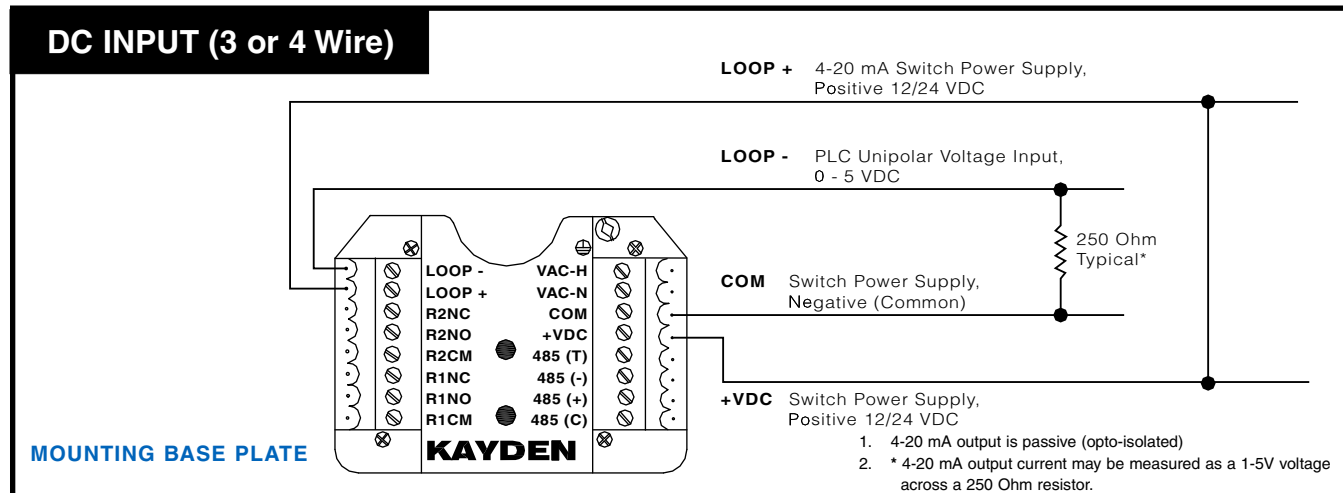 DC INPUT (3 or 4 Wire)
LOOP + 4-20 mA Switch Power Supply,
Positive 12/24 VDC
LOOP - PLC Unipolar Voltage Input,
0 - 5 VDC
250 Ohm
Typical*
COM Switch Power Supply,
Negative (Common)
+VDC Switch Power Supply,
Positive 12/24 VDC
LOOP - VAC-H
LOOP + VAC-N
R2NC COM
R2NO +VDC
R2CM 485 (T)
R1NC 485 (-)
R1NO 485 (+)
R1CM 485 (C)
KAYDEN
MOUNTING BASE PLATE
1. 4-20 mA output is passive (opto-isolated)
2. * 4-20 mA output current may be measured as a 1-5V voltage
across a 250 Ohm resistor.